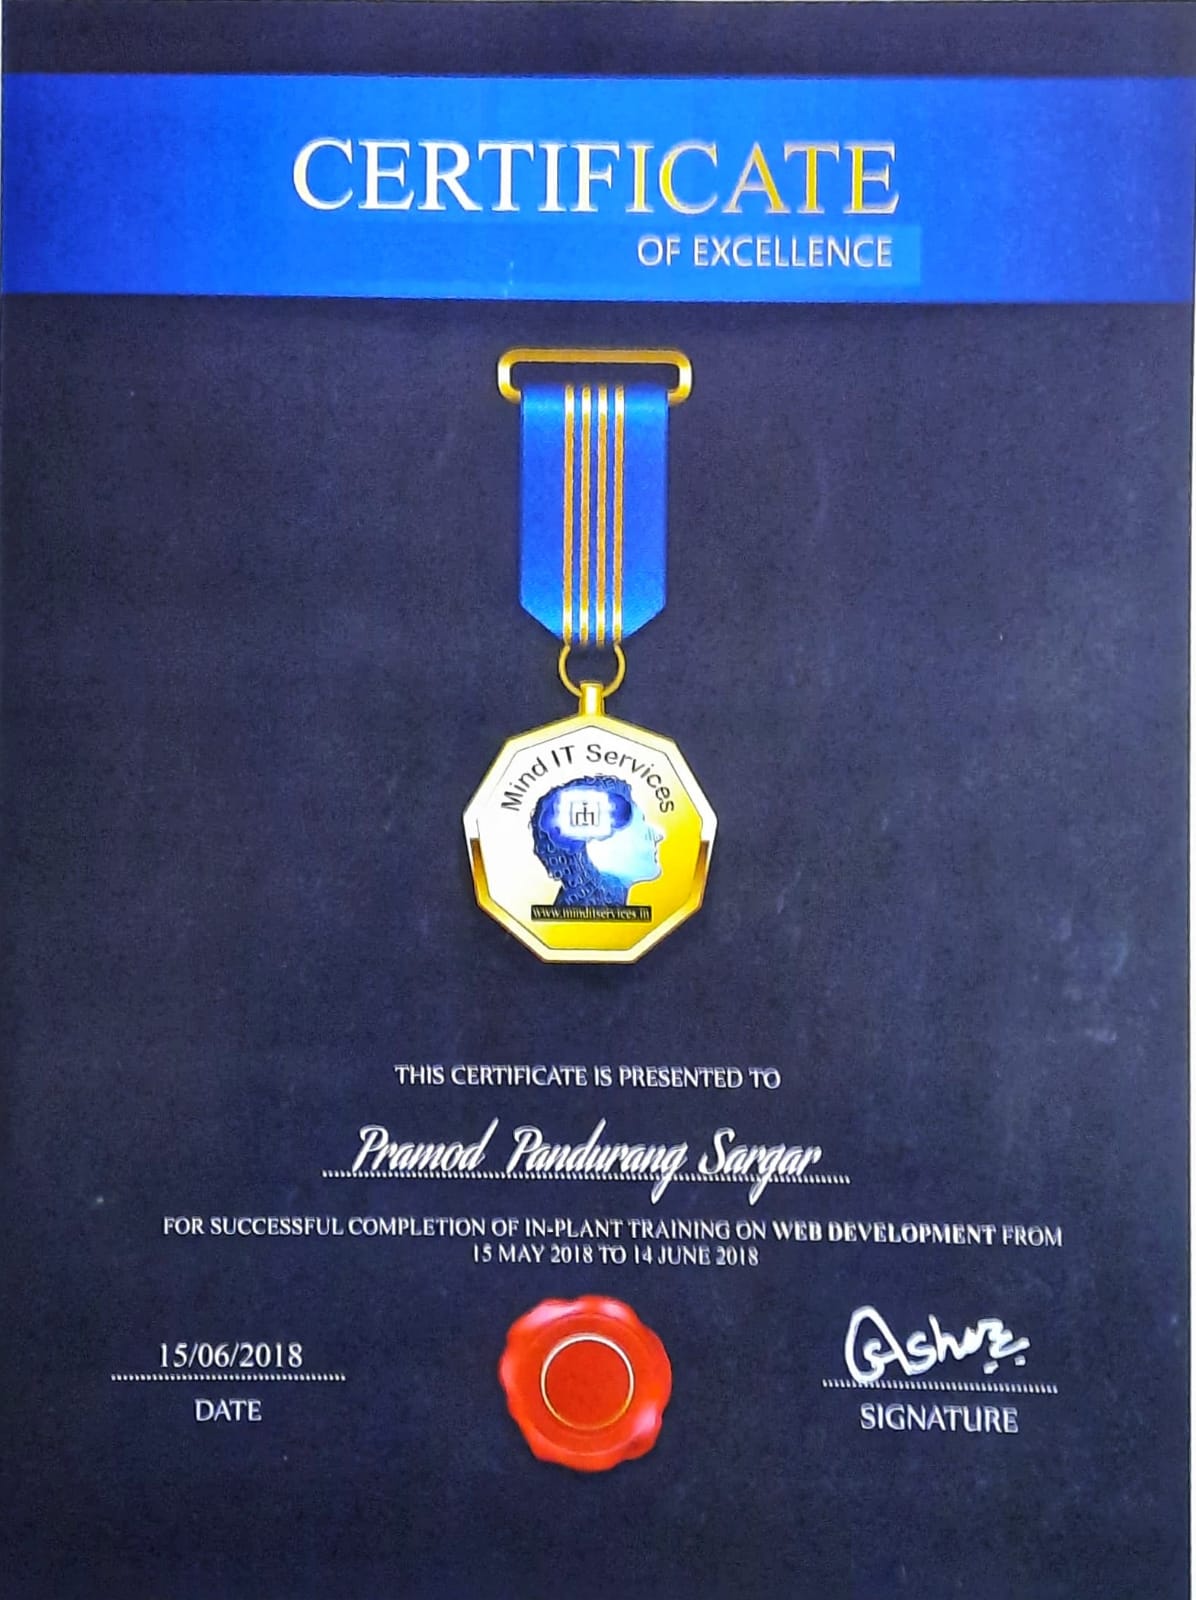 CERTIFICATE
OF EXCELLENCE
Mind IT Services
www.minditservices.in
THIS CERTIFICATE IS PRESENTED TO
Pramod Pandurang Sargar
FOR SUCCESSFUL COMPLETION OF IN-PLANT TRAINING ON WEB DEVELOPMENT FROM
15 MAY 2018 TO 14 JUNE 2018
15/06/2018
DATE
SIGNATURE